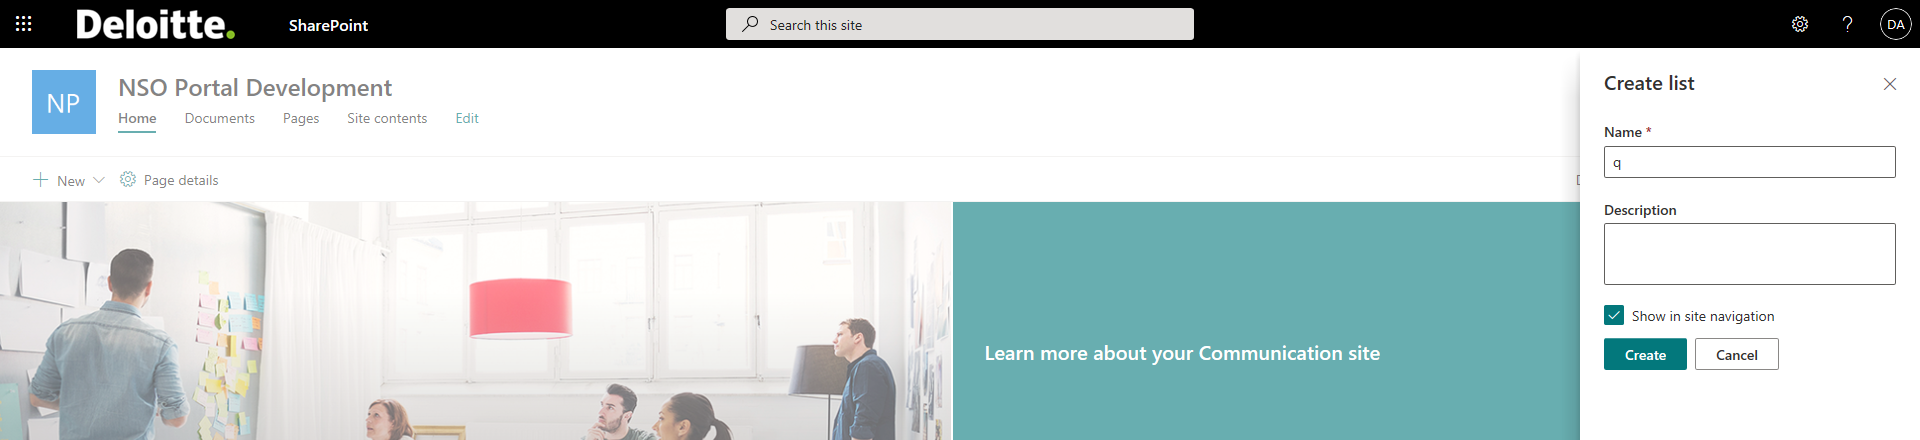 Deloitte.
SharePoint
Search this site
?
DA
NP
NSO Portal Development
Home
Documents
Pages
Site contents
Edit
New
Page details
Learn more about your Communication site
Create list
Name *
q
Description
Show in site navigation
Create
Cancel